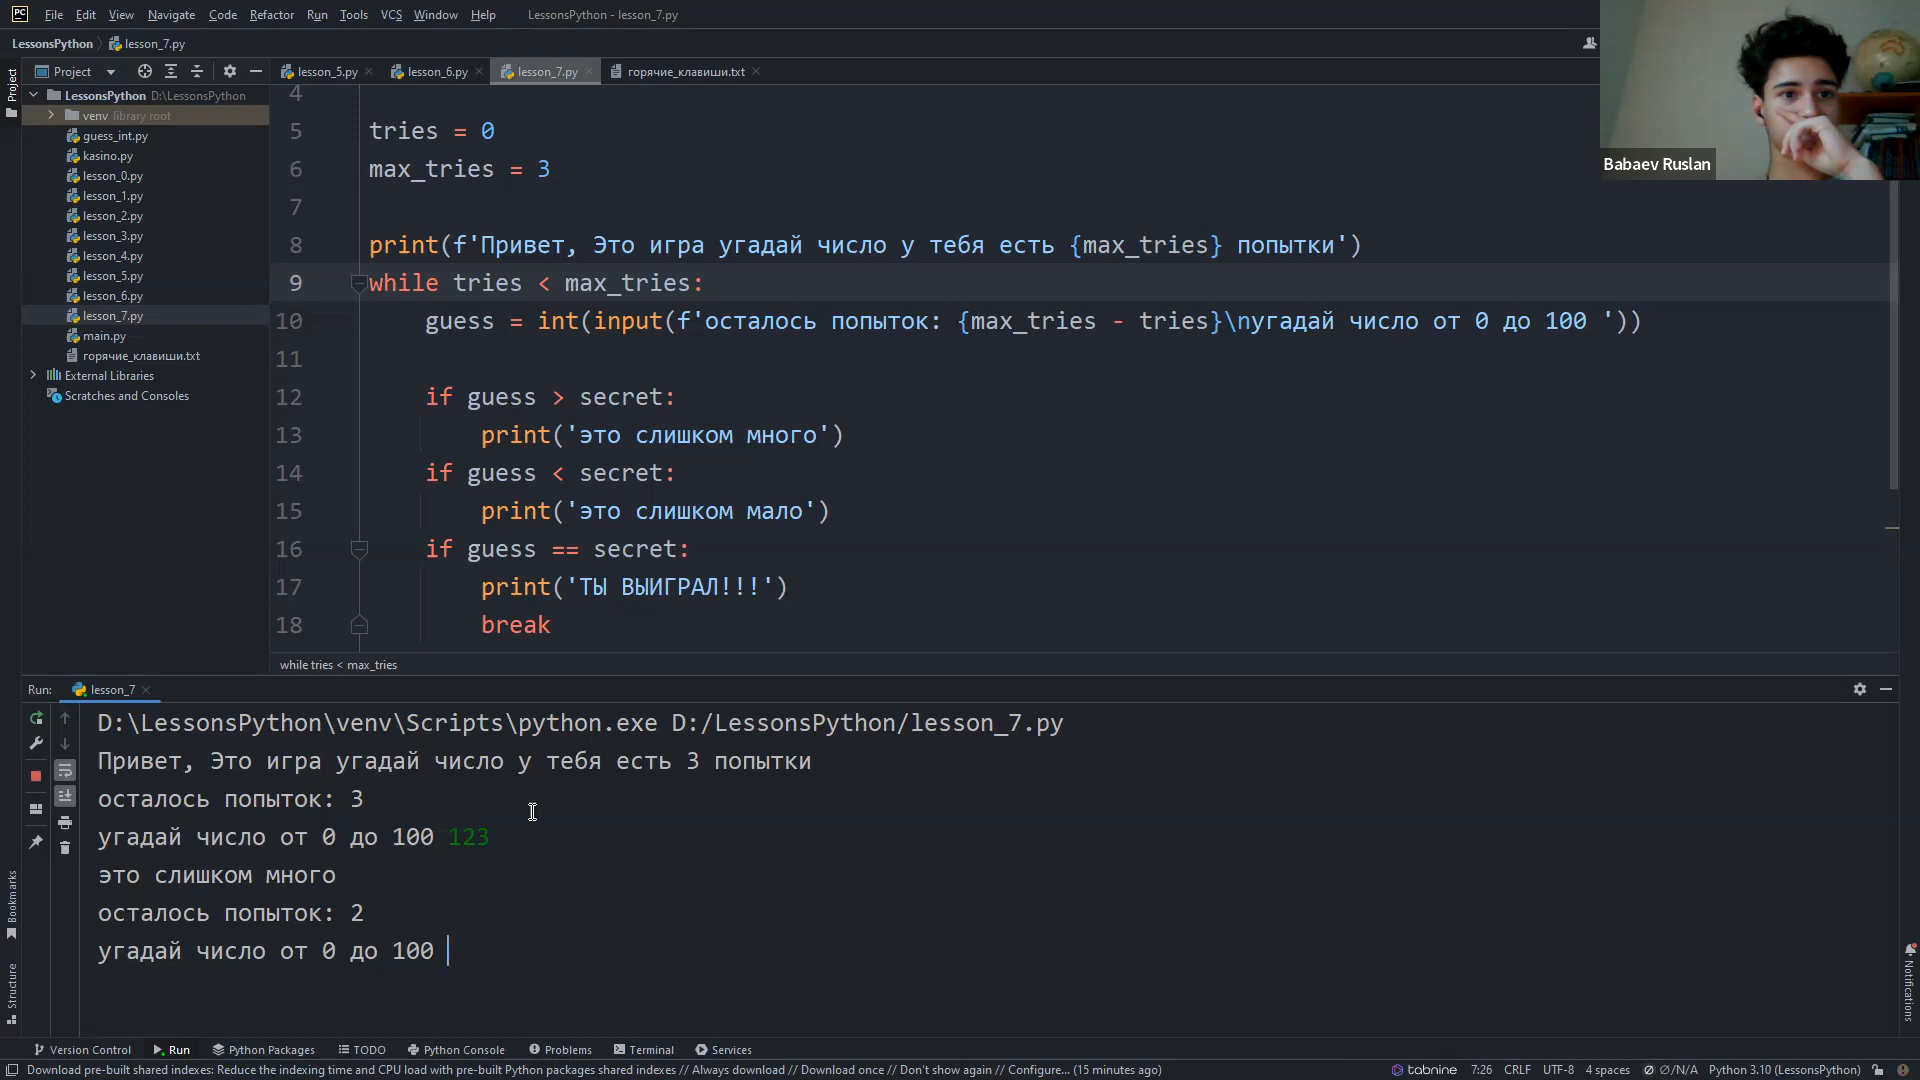 PC File Edit View Navigate Code Refactor Run Tools VCS Window Help LessonsPython - lesson_7.py
LessonsPython lesson_7.py
Project lesson_5.py lesson_6.py lesson_7.py горячие_клавиши.txt
Project
LessonsPython D:\LessonsPython
venv library root
guess_int.py
kasino.py
lesson_0.py
lesson_1.py
lesson_2.py
lesson_3.py
lesson_4.py
lesson_5.py
lesson_6.py
lesson_7.py
main.py
горячие_клавиши.txt
External Libraries
Scratches and Consoles
4
5 tries = 0
6 max_tries = 3
7
8 print(f'Привет, Это игра угадай число у тебя есть {max_tries} попытки')
9 while tries < max_tries:
10 guess = int(input(f'осталось попыток: {max_tries - tries}\nугадай число от 0 до 100 '))
11
12 if guess > secret:
13 print('это слишком много')
14 if guess < secret:
15 print('это слишком мало')
16 if guess == secret:
17 print('ТЫ ВЫИГРАЛ!!!')
18 break
while tries < max_tries
Babaev Ruslan
Run: lesson_7
D:\LessonsPython\venv\Scripts\python.exe D:/LessonsPython/lesson_7.py
Привет, Это игра угадай число у тебя есть 3 попытки
осталось попыток: 3
угадай число от 0 до 100 123
это слишком много
осталось попыток: 2
угадай число от 0 до 100
Bookmarks
Structure
Notifications
Version Control Run Python Packages TODO Python Console Problems Terminal Services
Download pre-built shared indexes: Reduce the indexing time and CPU load with pre-built Python packages shared indexes // Always download // Download once // Don't show again // Configure... (15 minutes ago) tabnine 7:26 CRLF UTF-8 4 spaces ∅/N/A Python 3.10 (LessonsPython)